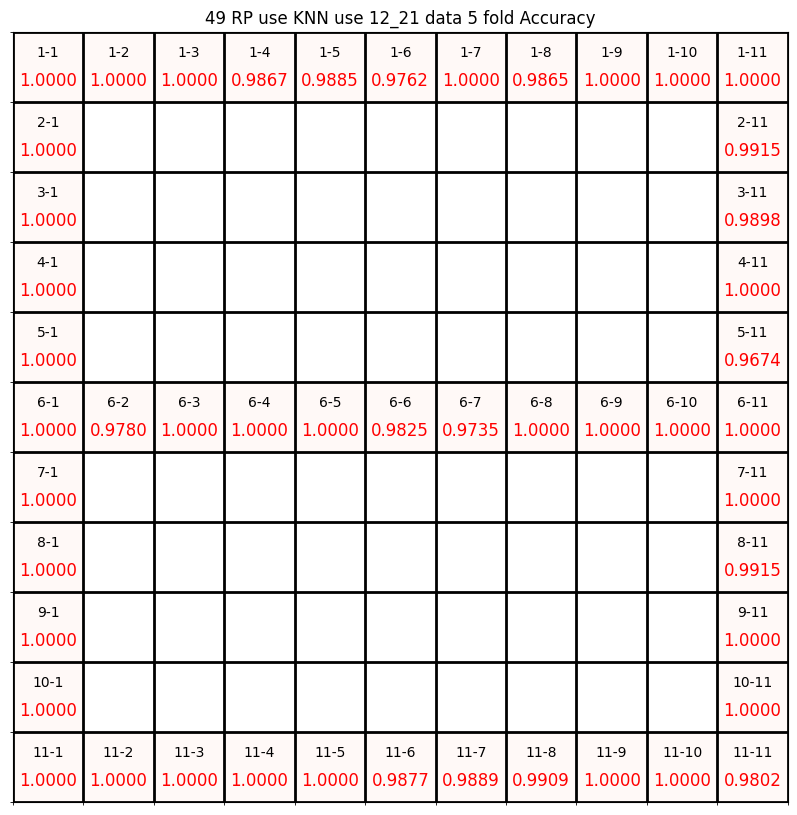 49 RP use KNN use 12_21 data 5 fold Accuracy
1-1 1-2 1-3 1-4 1-5 1-6 1-7 1-8 1-9 1-10 1-11
1.0000 1.0000 1.0000 0.9867 0.9885 0.9762 1.0000 0.9865 1.0000 1.0000 1.0000
2-1 2-11
1.0000 0.9915
3-1 3-11
1.0000 0.9898
4-1 4-11
1.0000 1.0000
5-1 5-11
1.0000 0.9674
6-1 6-2 6-3 6-4 6-5 6-6 6-7 6-8 6-9 6-10 6-11
1.0000 0.9780 1.0000 1.0000 1.0000 0.9825 0.9735 1.0000 1.0000 1.0000 1.0000
7-1 7-11
1.0000 1.0000
8-1 8-11
1.0000 0.9915
9-1 9-11
1.0000 1.0000
10-1 10-11
1.0000 1.0000
11-1 11-2 11-3 11-4 11-5 11-6 11-7 11-8 11-9 11-10 11-11
1.0000 1.0000 1.0000 1.0000 1.0000 0.9877 0.9889 0.9909 1.0000 1.0000 0.9802